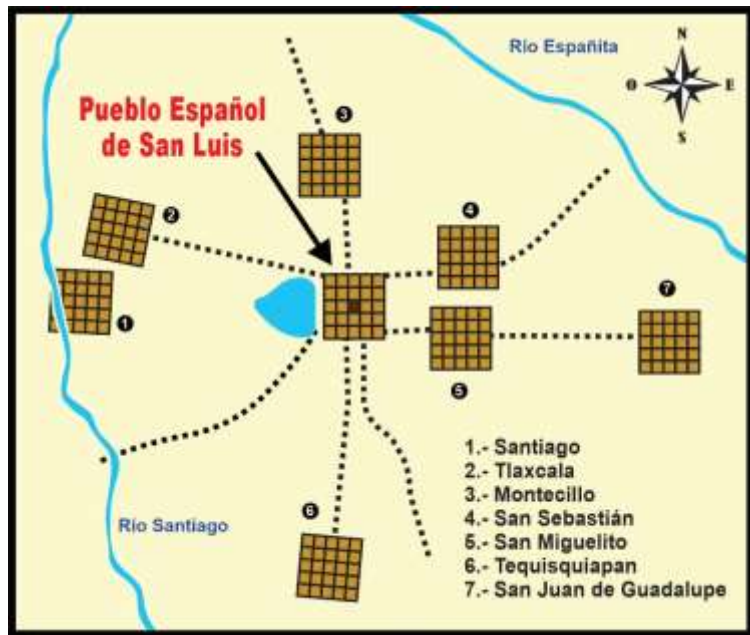 Río Españita
N
O
E
S
Pueblo Español
de San Luis
3
2
4
7
1
5
6
Río Santiago
1.- Santiago
2.- Tlaxcala
3.- Montecillo
4.- San Sebastián
5.- San Miguelito
6.- Tequisquiapan
7.- San Juan de Guadalupe